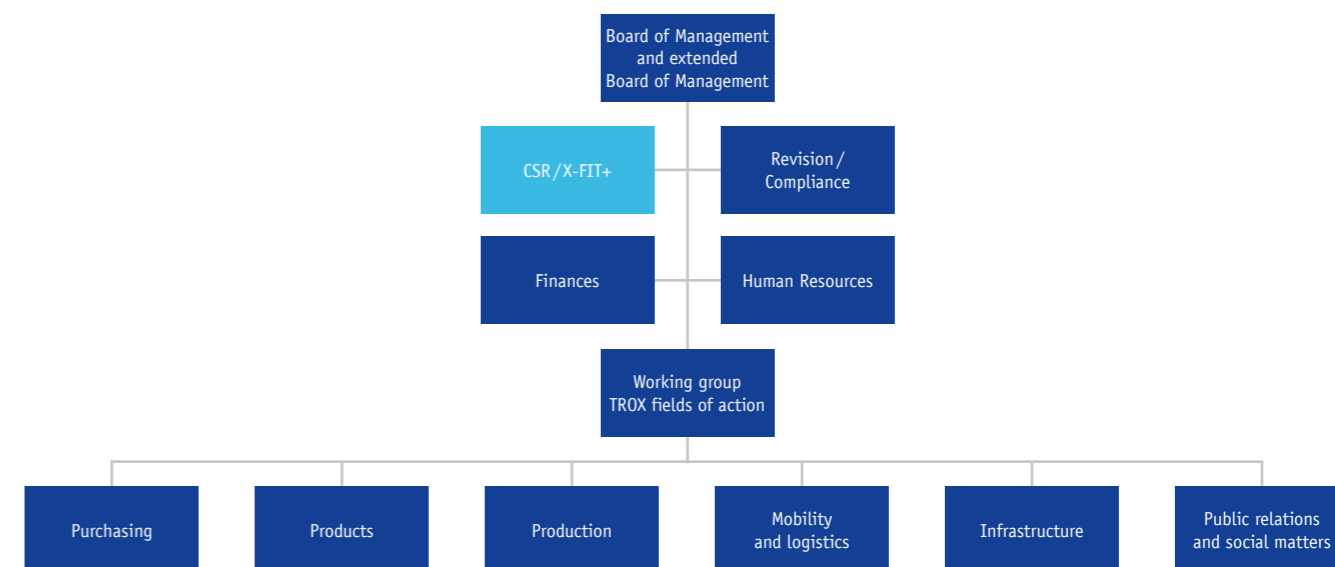 Board of Management
and extended
Board of Management
CSR/X-FIT+
Revision/
Compliance
Finances
Human Resources
Working group
TROX fields of action
Purchasing
Products
Production
Mobility
and logistics
Infrastructure
Public relations
and social matters